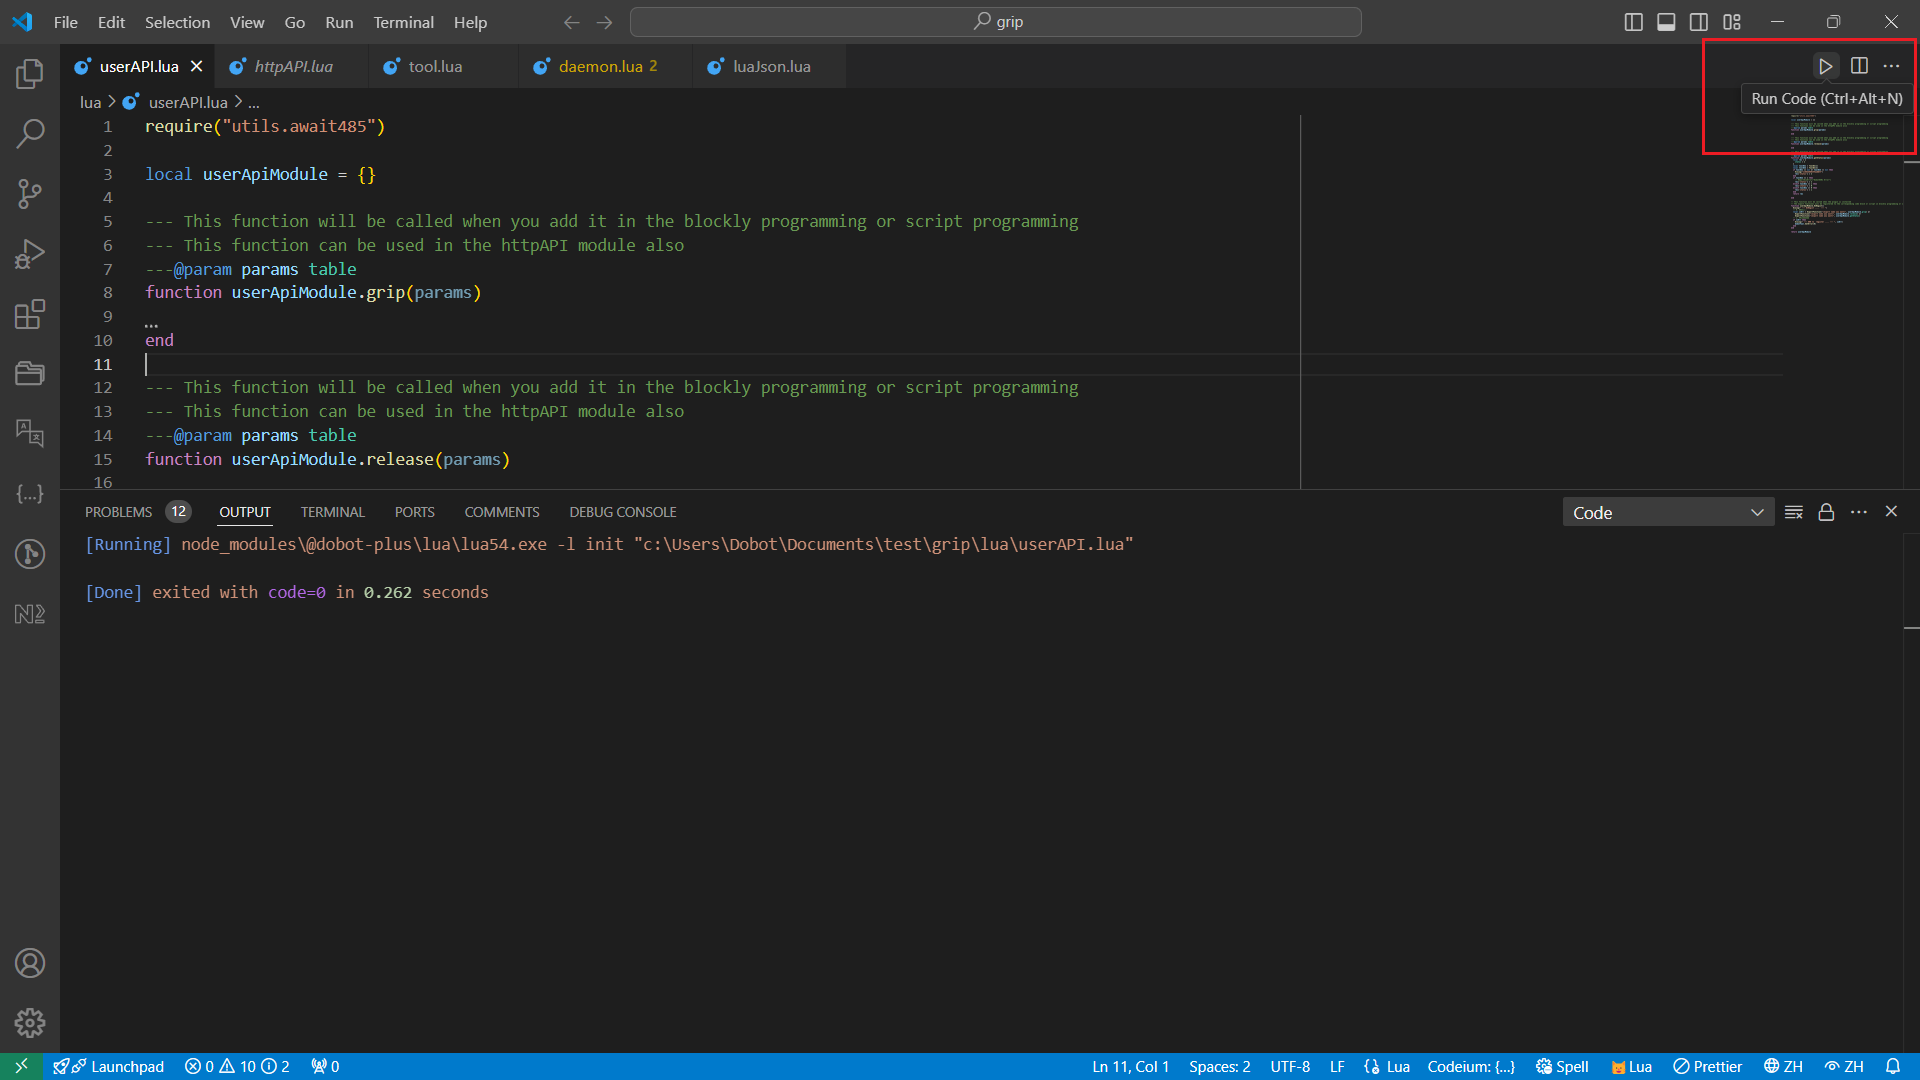 File Edit Selection View Go Run Terminal Help
grip
userAPI.lua
httpAPI.lua
tool.lua
daemon.lua 2
luaJson.lua
Run Code (Ctrl+Alt+N)
lua > userAPI.lua > ...
1 require("utils.await485")
2
3 local userApiModule = {}
4
5 --- This function will be called when you add it in the blockly programming or script programming
6 --- This function can be used in the httpAPI module also
7 ---@param params table
8 function userApiModule.grip(params)
9 ...
10 end
11
12 --- This function will be called when you add it in the blockly programming or script programming
13 --- This function can be used in the httpAPI module also
14 ---@param params table
15 function userApiModule.release(params)
16
PROBLEMS 12 OUTPUT TERMINAL PORTS COMMENTS DEBUG CONSOLE
Code
[Running] node_modules\@dobot-plus\lua\lua54.exe -l init "c:\Users\Dobot\Documents\test\grip\lua\userAPI.lua"
[Done] exited with code=0 in 0.262 seconds
Launchpad 0 10 2 0
Ln 11, Col 1 Spaces: 2 UTF-8 LF Lua Codeium: {...} Spell Lua Prettier ZH ZH